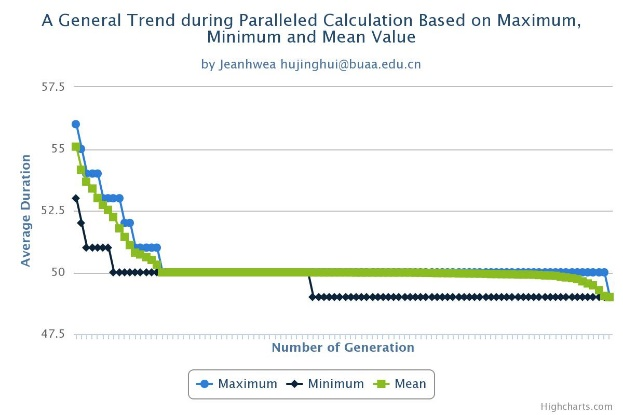 A General Trend during Paralleled Calculation Based on Maximum,
Minimum and Mean Value
by Jeanhwea hujinghui@buaa.edu.cn
57.5
55
52.5
50
47.5
Average Duration
Number of Generation
Maximum Minimum Mean
Highcharts.com